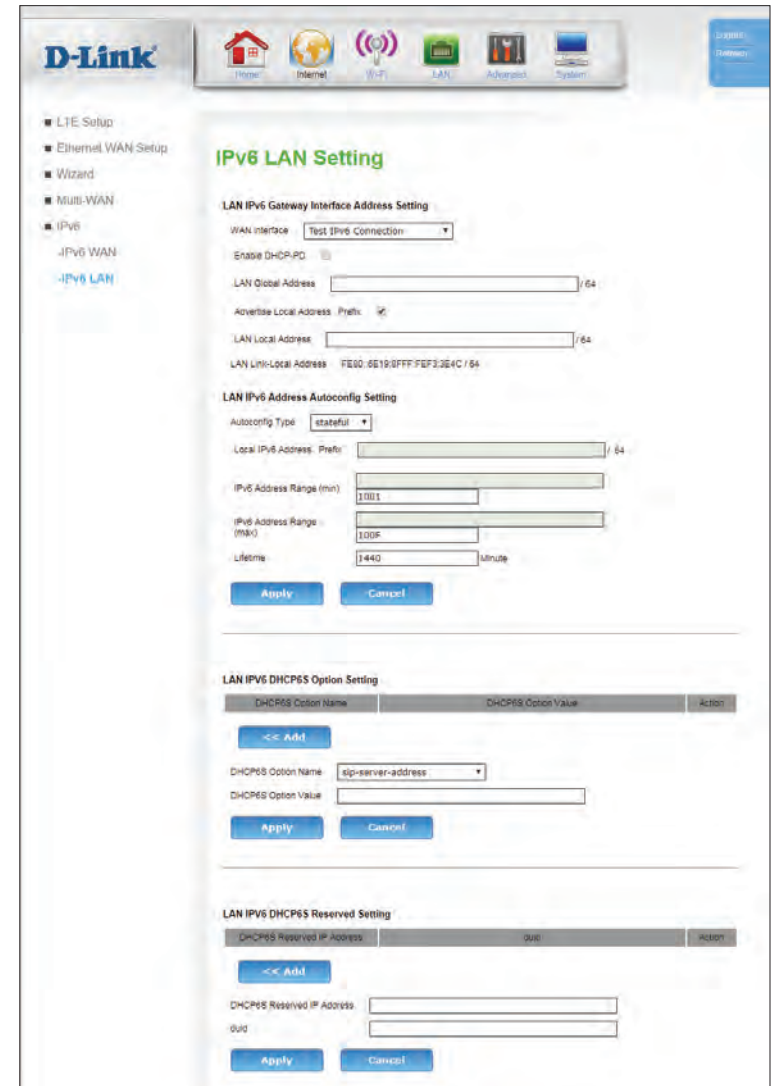 D-Link
Home
Internet
Wi-Fi
LAN
Advanced
System
Logout
Refresh
LTE Setup
Ethernet WAN Setup
Wizard
Multi-WAN
IPv6
-IPv6 WAN
-IPv6 LAN
IPv6 LAN Setting
LAN IPv6 Gateway Interface Address Setting
WAN Interface Test IPv6 Connection
Enable DHCP-PD
LAN Global Address / 64
Advertise Local Address Prefix
LAN Local Address / 64
LAN Link-Local Address FE80::6E19:8FFF:FEF3:3E4C / 64
LAN IPv6 Address Autoconfig Setting
Autoconfig Type stateful
Local IPv6 Address Prefix / 64
IPv6 Address Range (min)
1001
IPv6 Address Range
(max)
100F
Lifetime 1440 Minute
Apply Cancel
LAN IPV6 DHCP6S Option Setting
DHCP6S Option Name DHCP6S Option Value Action
<< Add
DHCP6S Option Name sip-server-address
DHCP6S Option Value
Apply Cancel
LAN IPV6 DHCP6S Reserved Setting
DHCP6S Reserved IP Address duid Action
<< Add
DHCP6S Reserved IP Address
duid
Apply Cancel